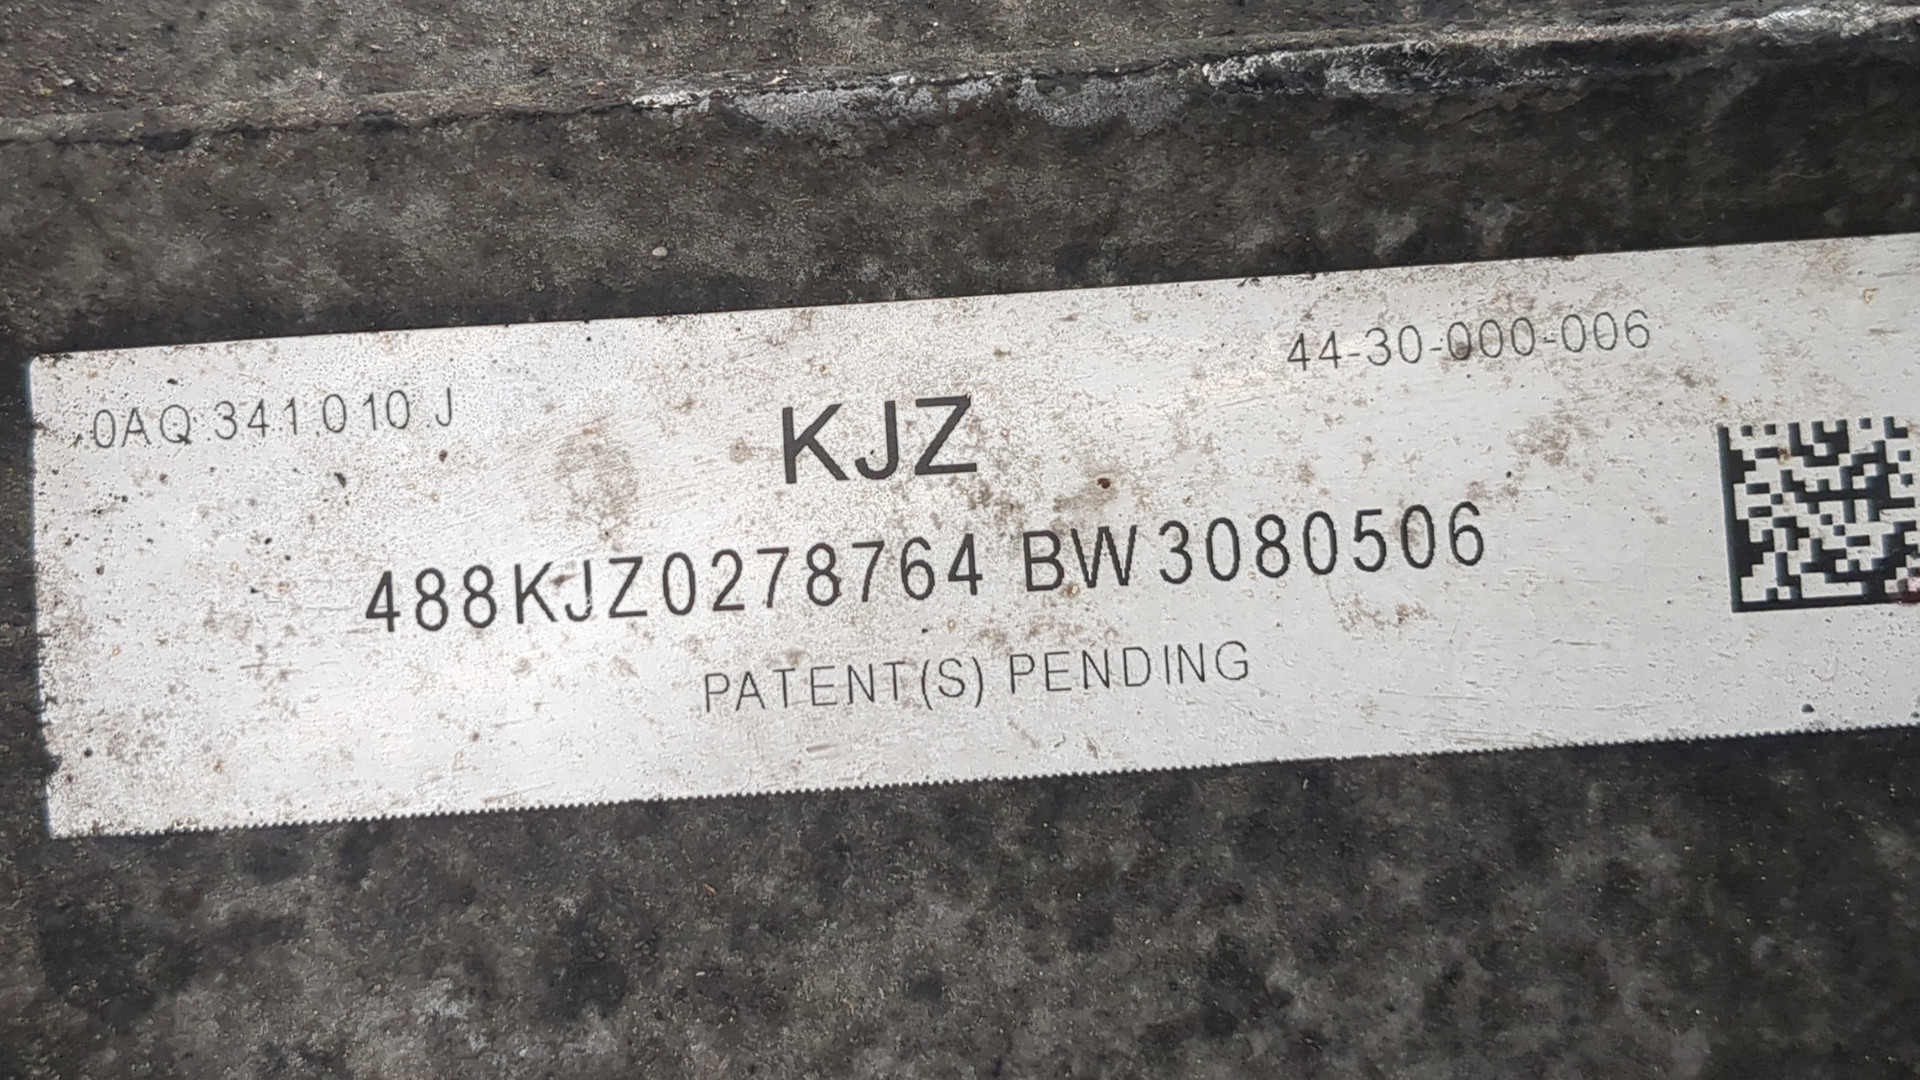 0AQ.341.010.J
44-30-000-006
KJZ
488KJZ0278764 BW3080506
PATENT(S) PENDING